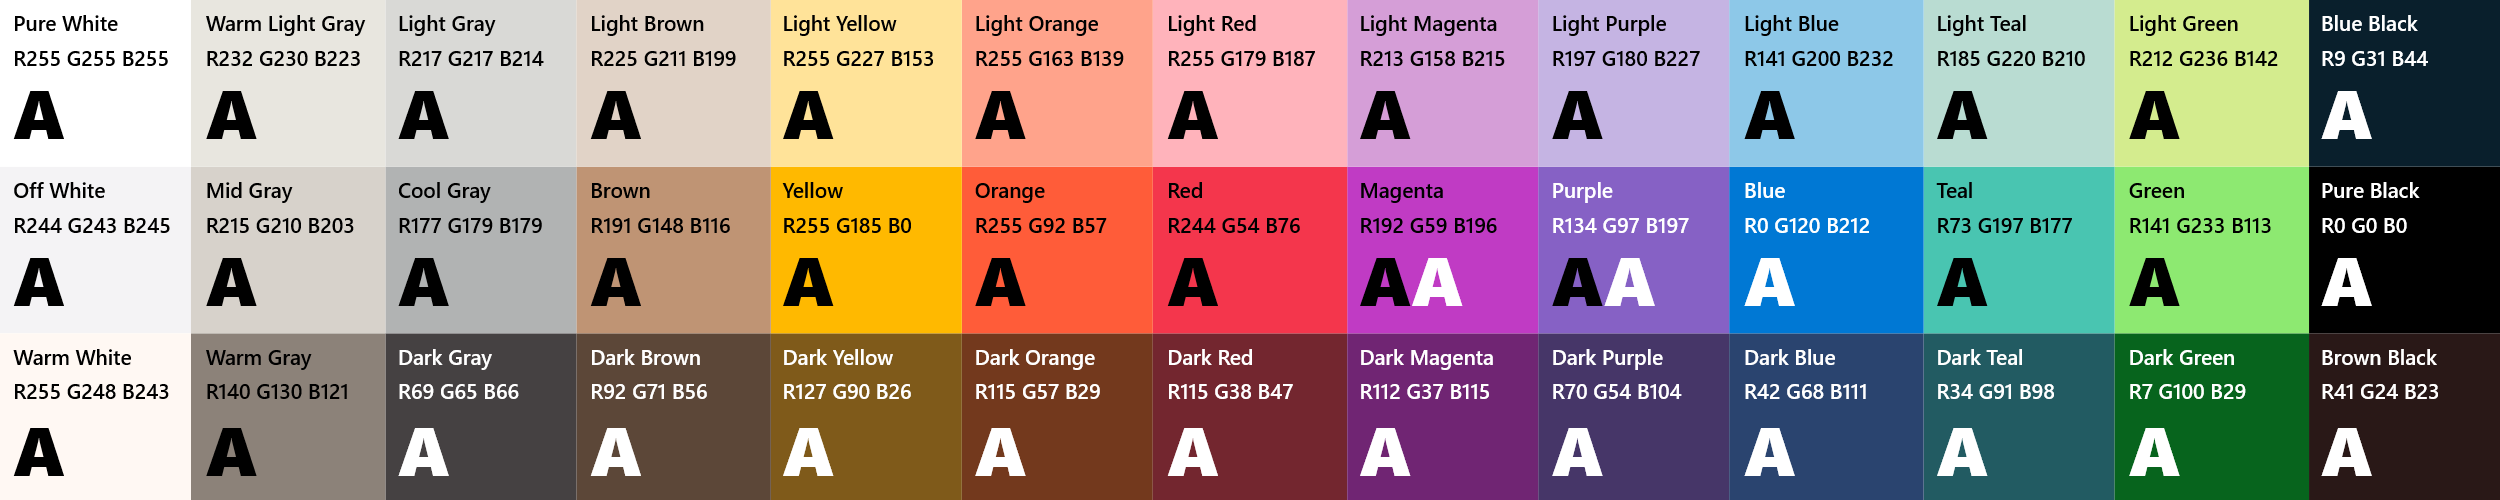 Pure White
R255 G255 B255
A
Warm Light Gray
R232 G230 B223
A
Light Gray
R217 G217 B214
A
Light Brown
R225 G211 B199
A
Light Yellow
R255 G227 B153
A
Light Orange
R255 G163 B139
A
Light Red
R255 G179 B187
A
Light Magenta
R213 G158 B215
A
Light Purple
R197 G180 B227
A
Light Blue
R141 G200 B232
A
Light Teal
R185 G220 B210
A
Light Green
R212 G236 B142
A
Blue Black
R9 G31 B44
A
Off White
R244 G243 B245
A
Mid Gray
R215 G210 B203
A
Cool Gray
R177 G179 B179
A
Brown
R191 G148 B116
A
Yellow
R255 G185 B0
A
Orange
R255 G92 B57
A
Red
R244 G54 B76
A
Magenta
R192 G59 B196
AA
Purple
R134 G97 B197
AA
Blue
R0 G120 B212
A
Teal
R73 G197 B177
A
Green
R141 G233 B113
A
Pure Black
R0 G0 B0
A
Warm White
R255 G248 B243
A
Warm Gray
R140 G130 B121
A
Dark Gray
R69 G65 B66
A
Dark Brown
R92 G71 B56
A
Dark Yellow
R127 G90 B26
A
Dark Orange
R115 G57 B29
A
Dark Red
R115 G38 B47
A
Dark Magenta
R112 G37 B115
A
Dark Purple
R70 G54 B104
A
Dark Blue
R42 G68 B111
A
Dark Teal
R34 G91 B98
A
Dark Green
R7 G100 B29
A
Brown Black
R41 G24 B23
A